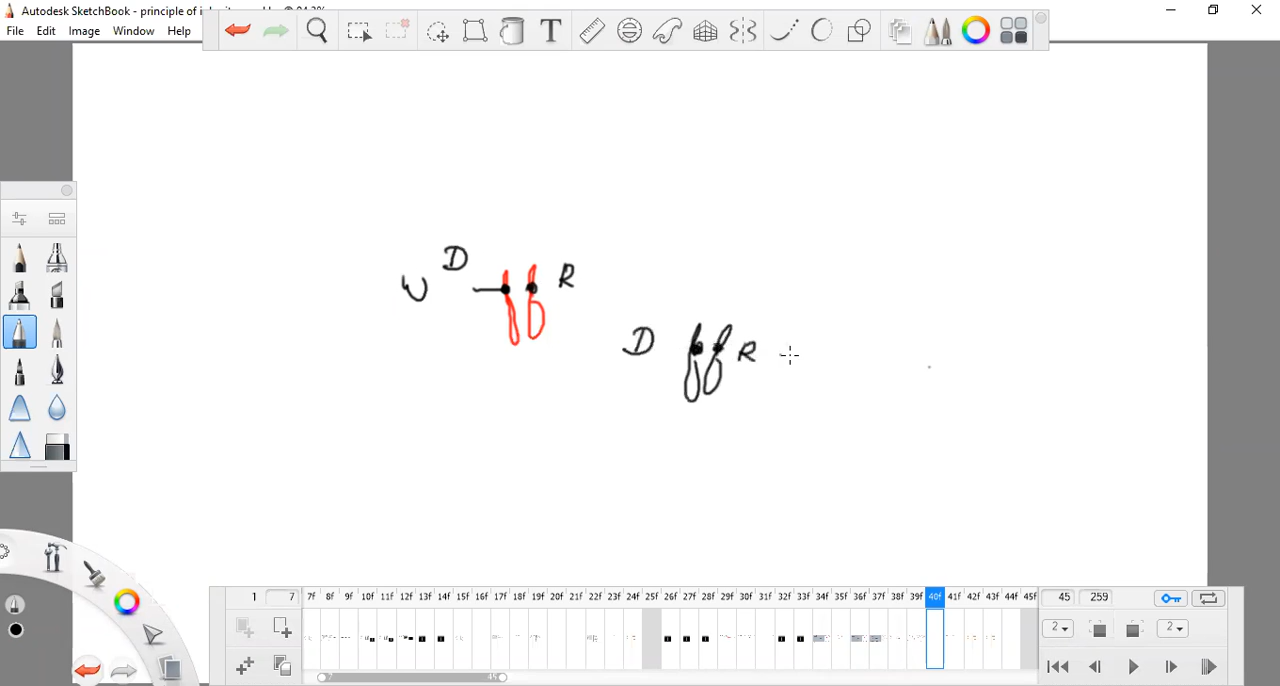 Autodesk SketchBook - principle of
File Edit Image Window Help
T
D
W R
D R
1 7 7f 8f 9f 10f 11f 12f 13f 14f 15f 16f 17f 18f 19f 20f 21f 22f 23f 24f 25f 26f 27f 28f 29f 30f 31f 32f 33f 34f 35f 36f 37f 38f 39f 40f 41f 42f 43f 44f 45f 45 259
2 2
7 45